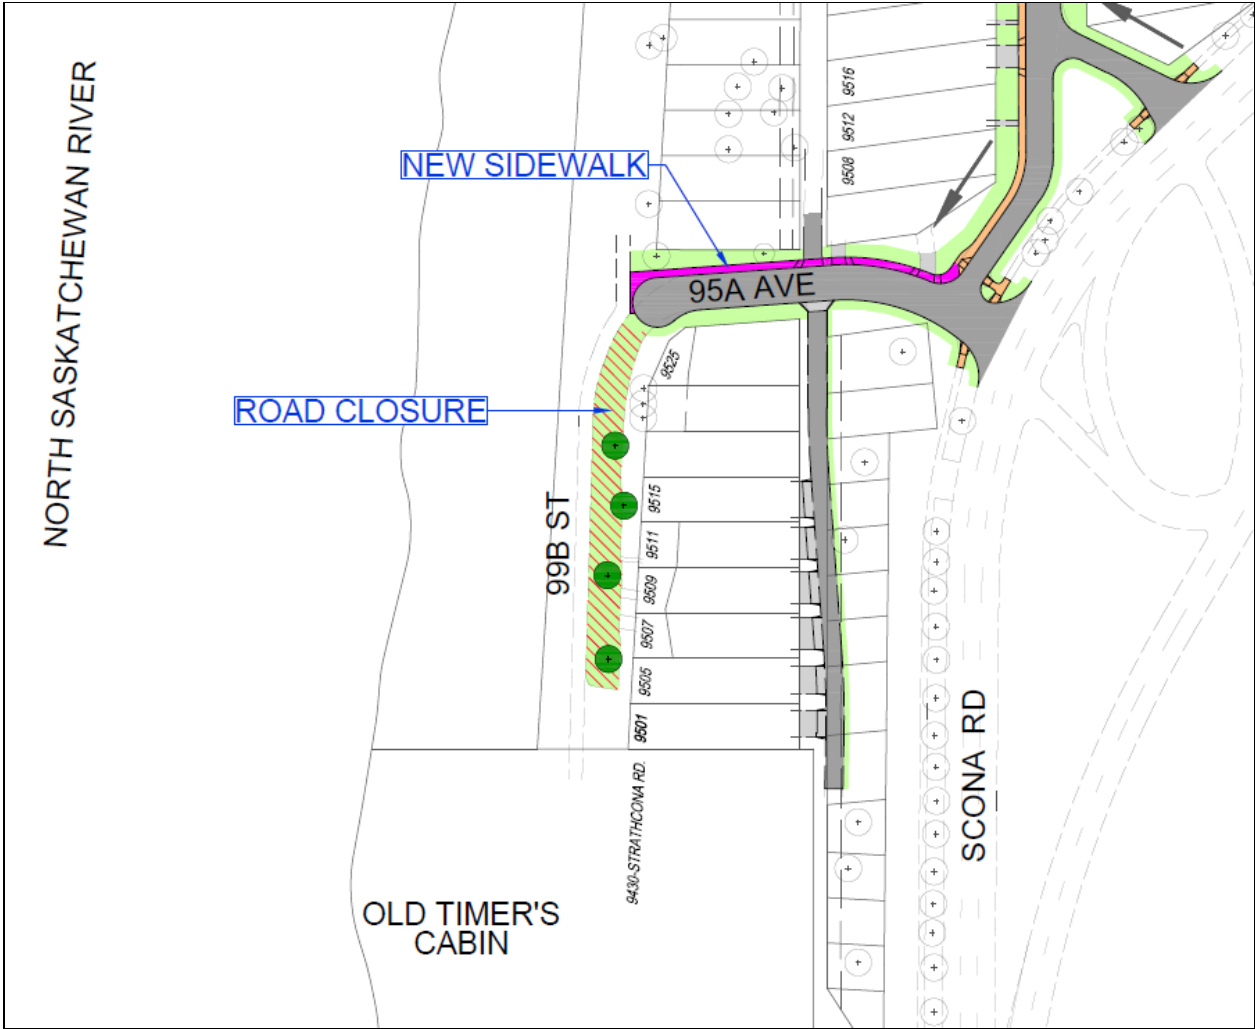 NORTH SASKATCHEWAN RIVER
9516
9512
9508
NEW SIDEWALK
95A AVE
9525
ROAD CLOSURE
99B ST
9515
9511
9509
9507
9505
9501
9430-STRATHCONA RD.
SCONA RD
OLD TIMER'S
CABIN